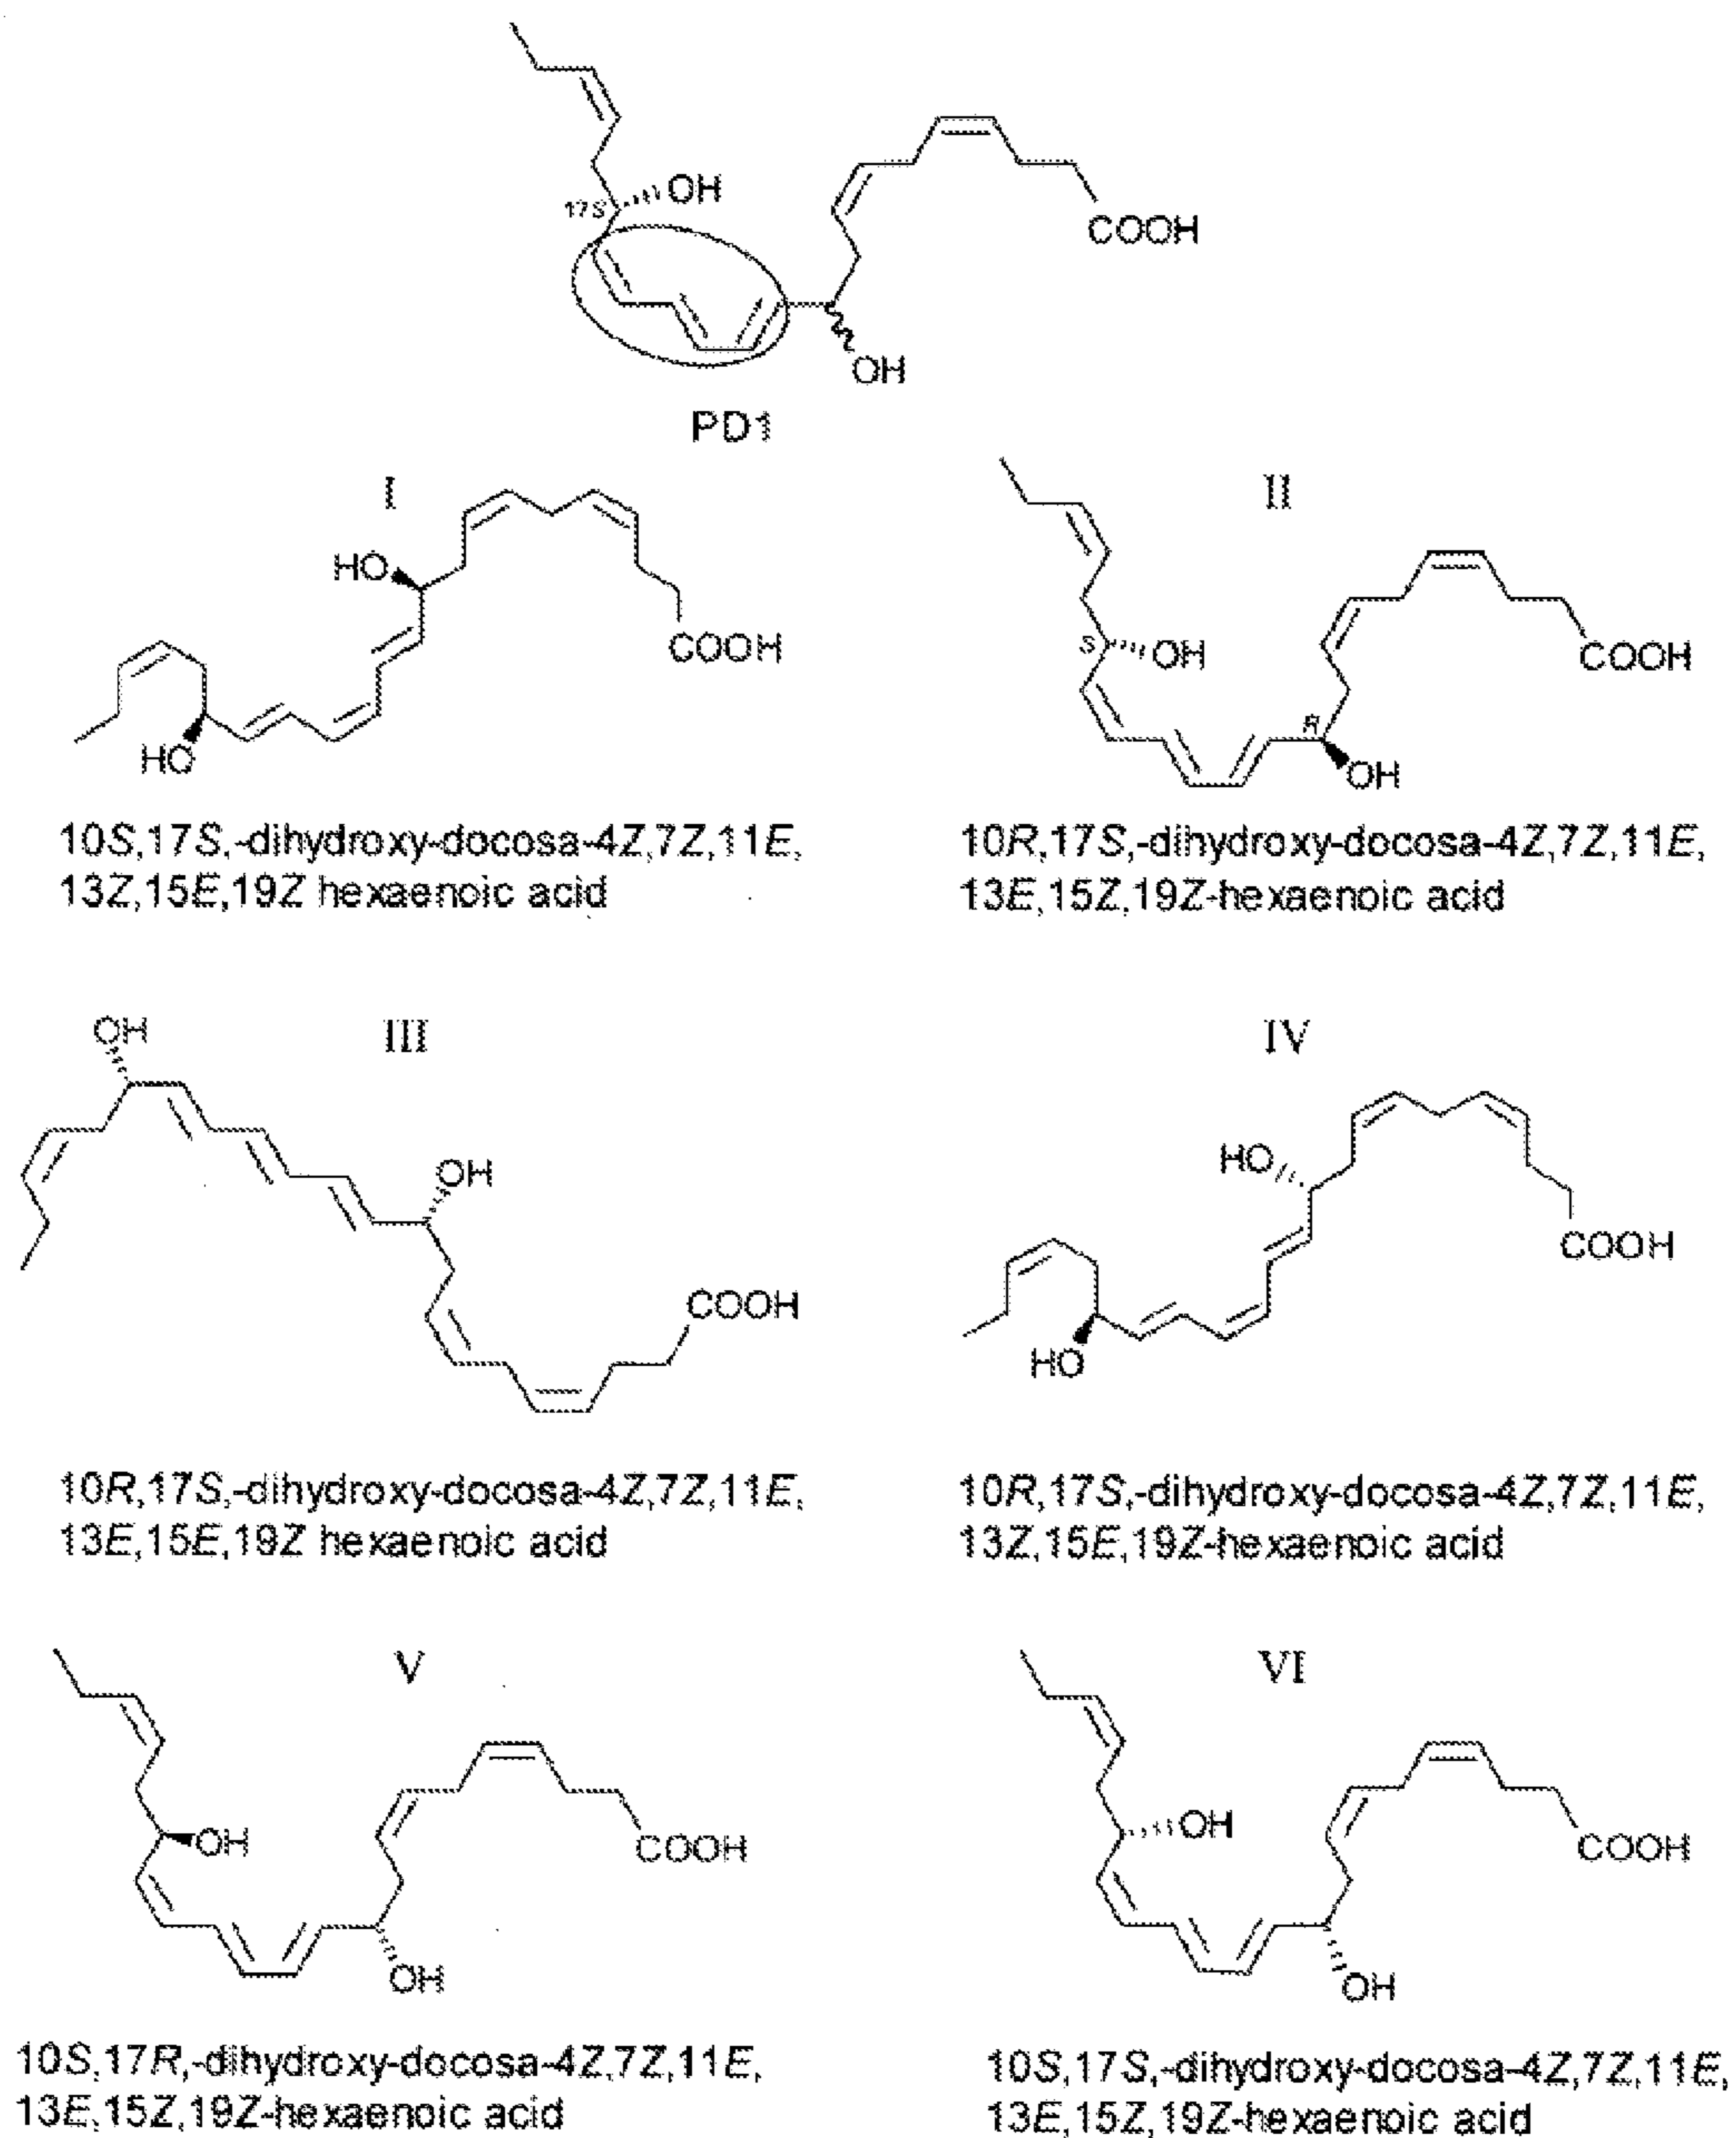 OH
17S
COOH
OH
PD1
I
II
HO
COOH
HO
S
OH
COOH
R
OH
10S,17S,-dihydroxy-docosa-4Z,7Z,11E,
13Z,15E,19Z hexaenoic acid
10R,17S,-dihydroxy-docosa-4Z,7Z,11E,
13E,15Z,19Z-hexaenoic acid
OH
III
OH
COOH
IV
HO
COOH
HO
10R,17S,-dihydroxy-docosa-4Z,7Z,11E,
13E,15E,19Z hexaenoic acid
10R,17S,-dihydroxy-docosa-4Z,7Z,11E,
13Z,15E,19Z-hexaenoic acid
V
OH
COOH
OH
VI
OH
COOH
OH
10S,17R,-dihydroxy-docosa-4Z,7Z,11E,
13E,15Z,19Z-hexaenoic acid
10S,17S,-dihydroxy-docosa-4Z,7Z,11E,
13E,15Z,19Z-hexaenoic acid